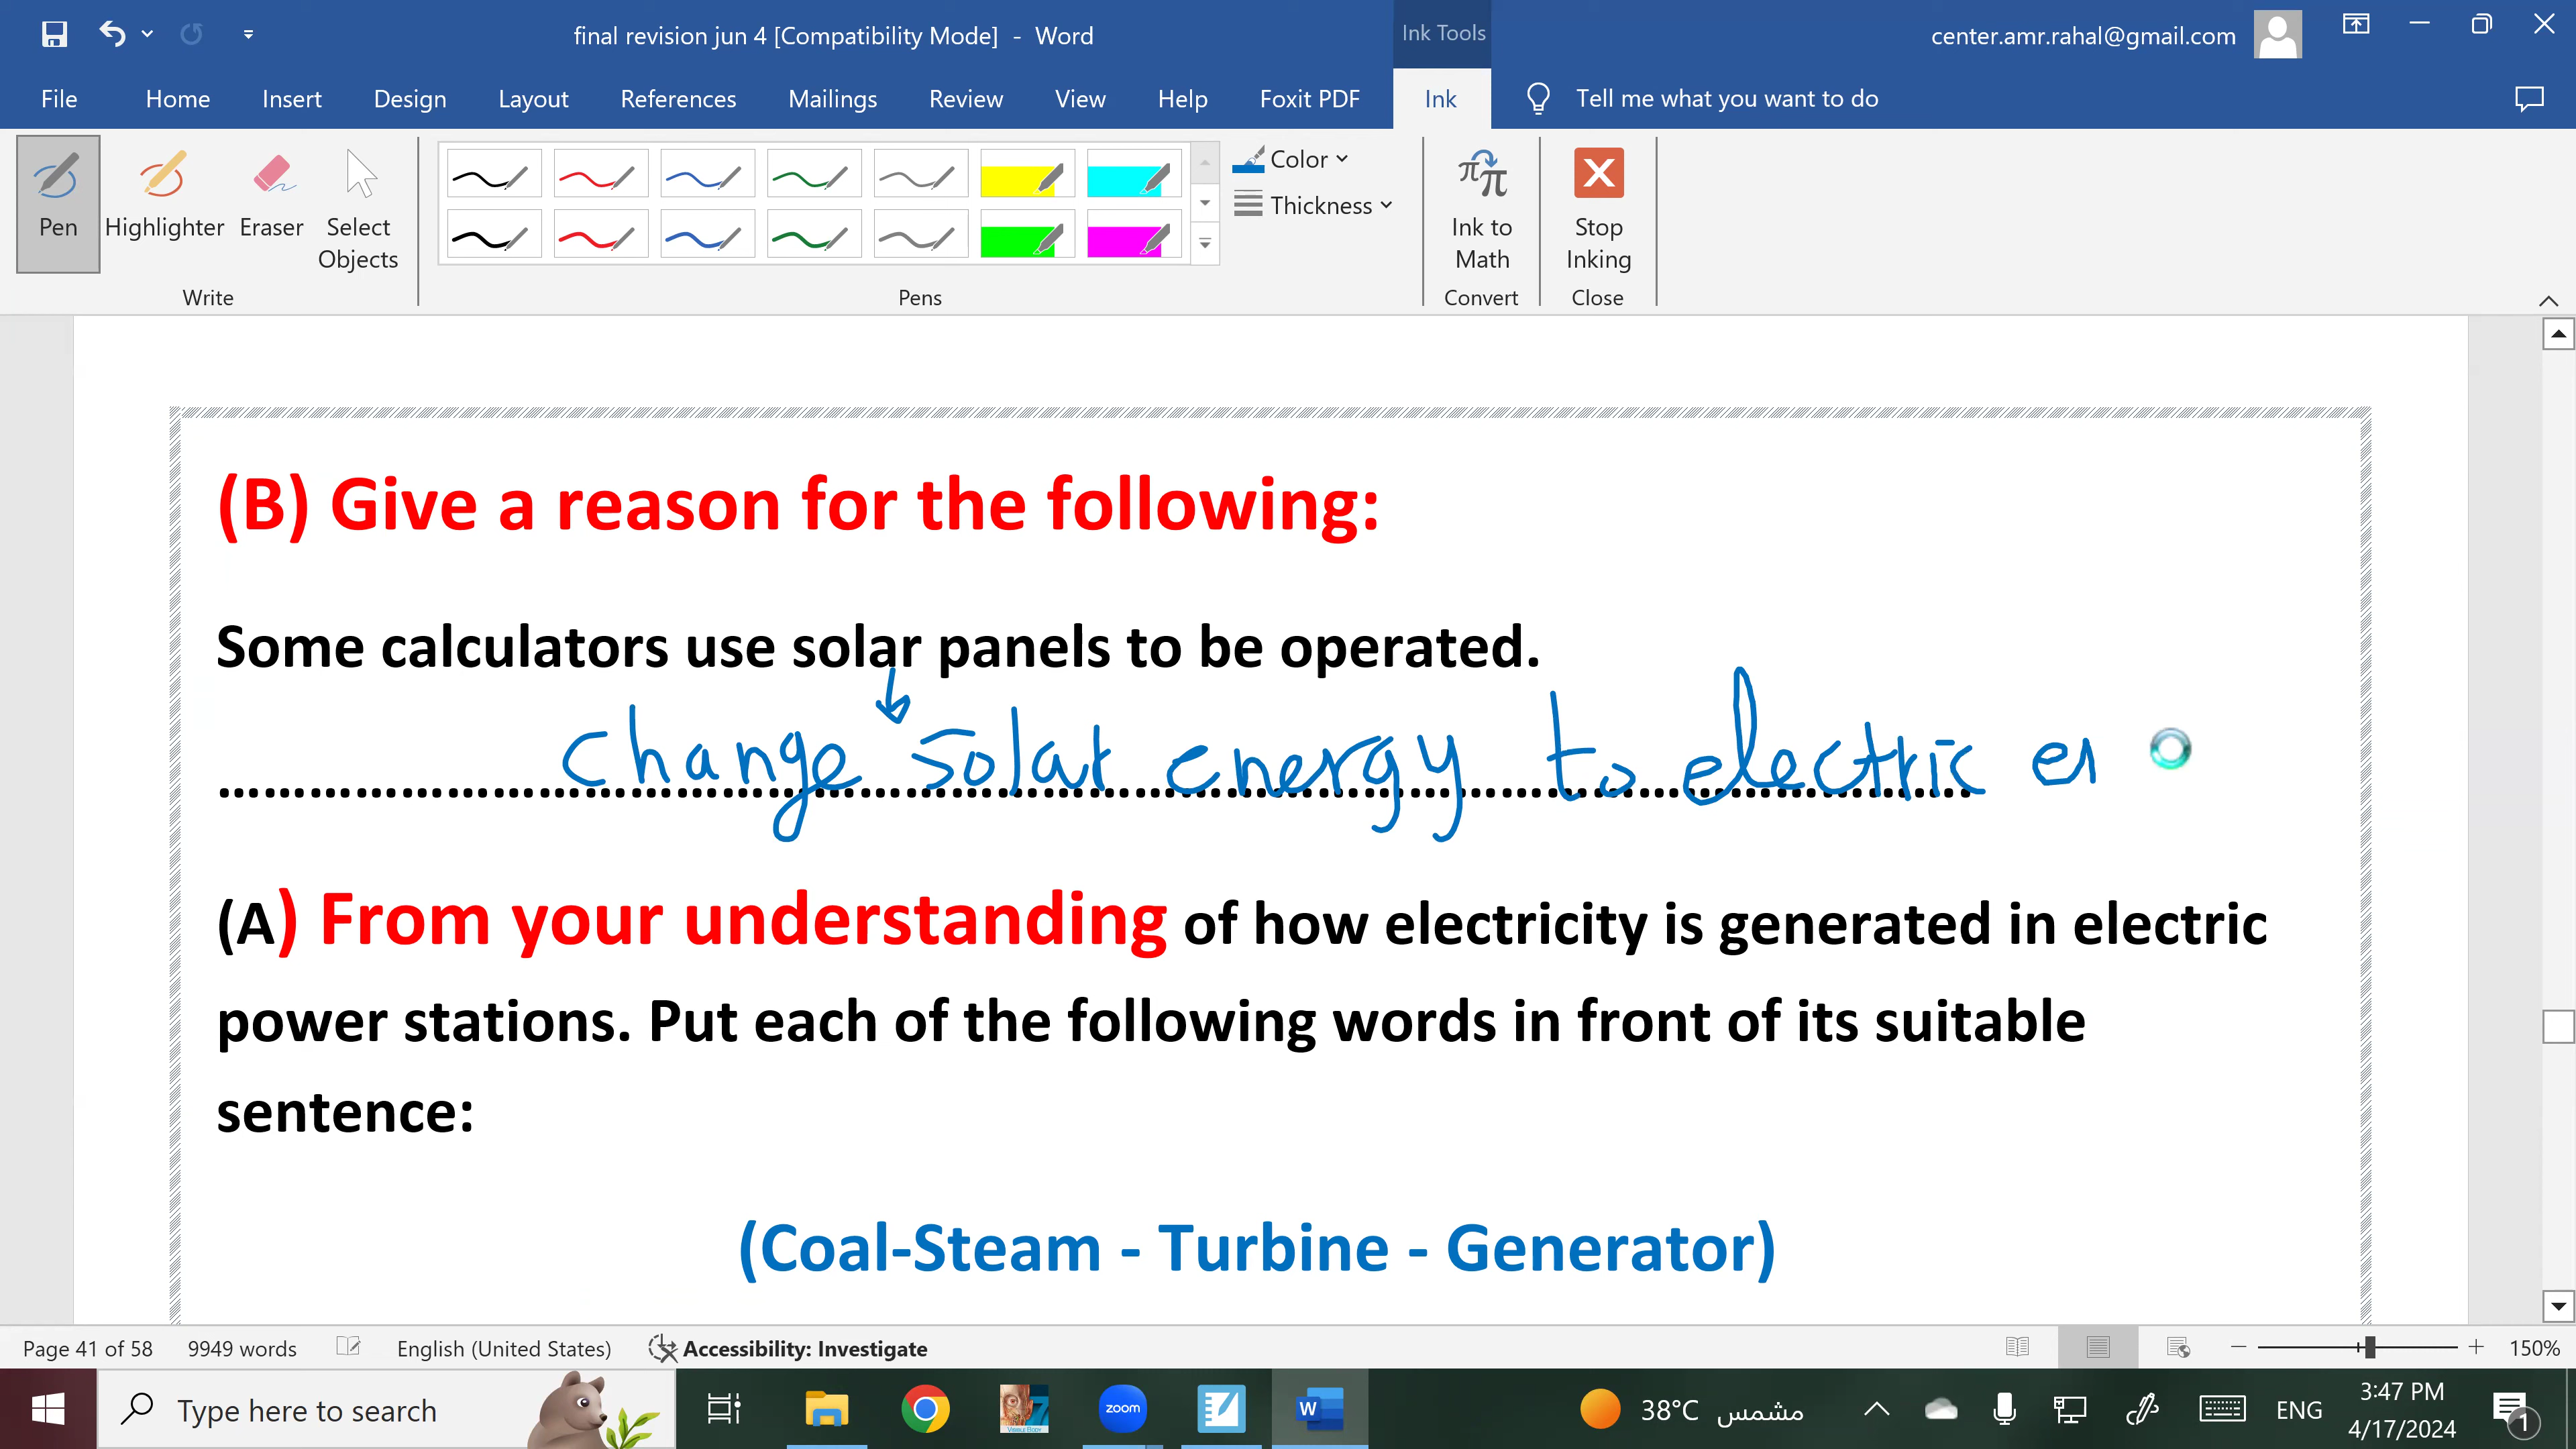 final revision jun 4 [Compatibility Mode] - Word
Ink Tools
center.amr.rahal@gmail.com
File Home Insert Design Layout References Mailings Review View Help Foxit PDF Ink Tell me what you want to do
Pen Highlighter Eraser Select Objects
Color
Thickness
Ink to Math
Stop Inking
Write Pens Convert Close
(B) Give a reason for the following:
Some calculators use solar panels to be operated.
change solar energy to electric en
(A) From your understanding of how electricity is generated in electric
power stations. Put each of the following words in front of its suitable
sentence:
(Coal-Steam - Turbine - Generator)
Page 41 of 58 9949 words English (United States) Accessibility: Investigate 150%
Type here to search
zoom
W
38°C مشمس
ENG
3:47 PM
4/17/2024
1